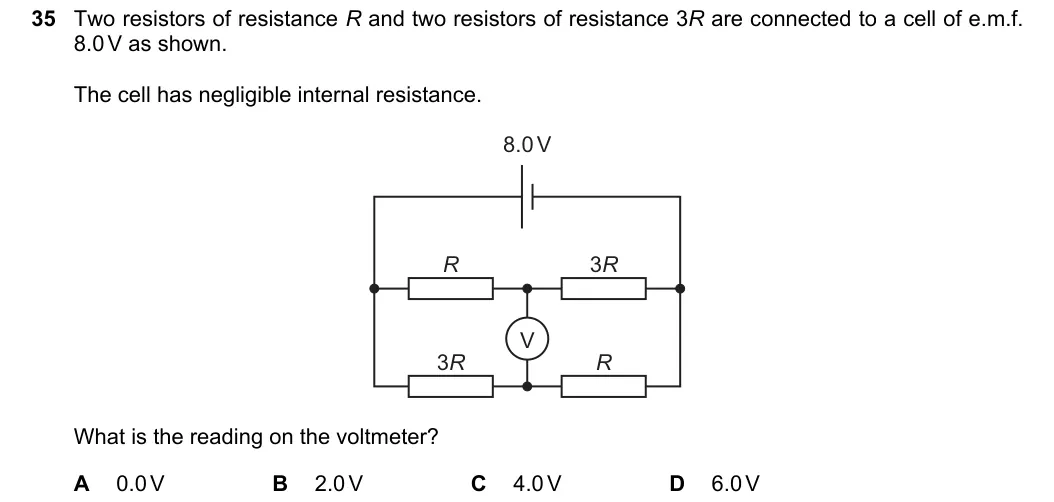 35 Two resistors of resistance R and two resistors of resistance 3R are connected to a cell of e.m.f.
8.0 V as shown.
The cell has negligible internal resistance.
8.0 V
R 3R
V
3R R
What is the reading on the voltmeter?
A 0.0 V B 2.0 V C 4.0 V D 6.0 V